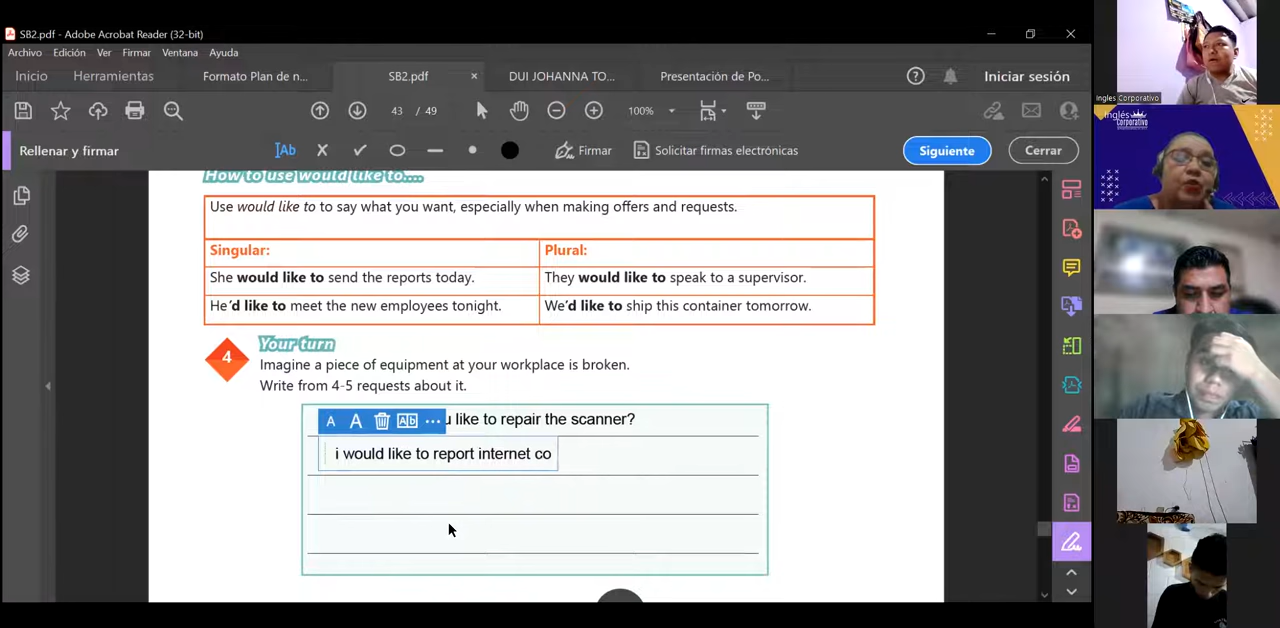 SB2.pdf - Adobe Acrobat Reader (32-bit)
Archivo Edición Ver Firmar Ventana Ayuda
Inicio Herramientas Formato Plan de n... SB2.pdf × DUI JOHANNA TO... Presentación de Po... Iniciar sesión
43 / 49 100%
Rellenar y firmar Ab Firmar Solicitar firmas electrónicas Siguiente Cerrar
How to use would like to....
Use would like to to say what you want, especially when making offers and requests.
Singular: Plural:
She would like to send the reports today. They would like to speak to a supervisor.
He'd like to meet the new employees tonight. We'd like to ship this container tomorrow.
4 Your turn
Imagine a piece of equipment at your workplace is broken.
Write from 4-5 requests about it.
A A Ab ... u like to repair the scanner?
i would like to report internet co
Ingles Corporativo
Inglés
Corporativo